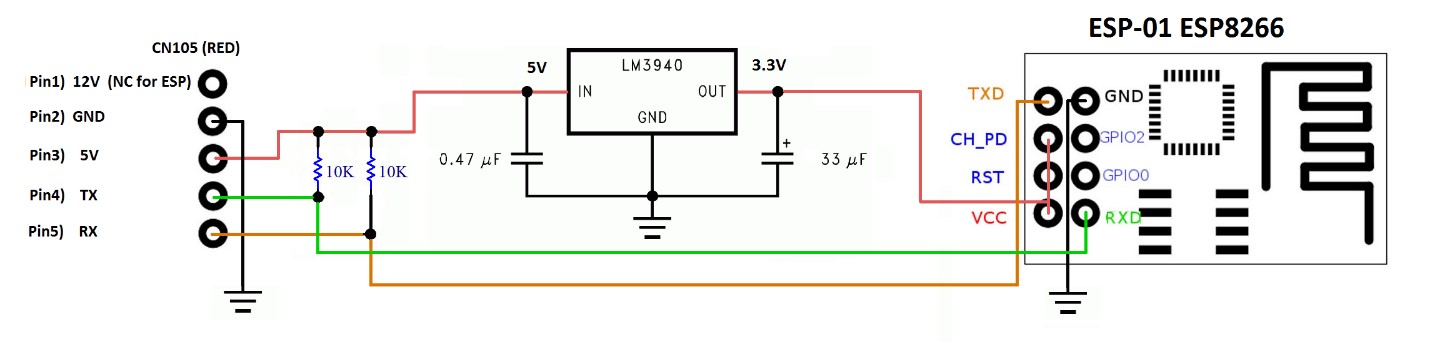 ESP-01 ESP8266
CN105 (RED)
Pin1) 12V (NC for ESP)
Pin2) GND
Pin3) 5V
Pin4) TX
Pin5) RX
10K
10K
5V
LM3940
IN
OUT
GND
3.3V
0.47 µF
+
33 µF
TXD
GND
CH_PD
GPIO2
RST
GPIO0
VCC
RXD